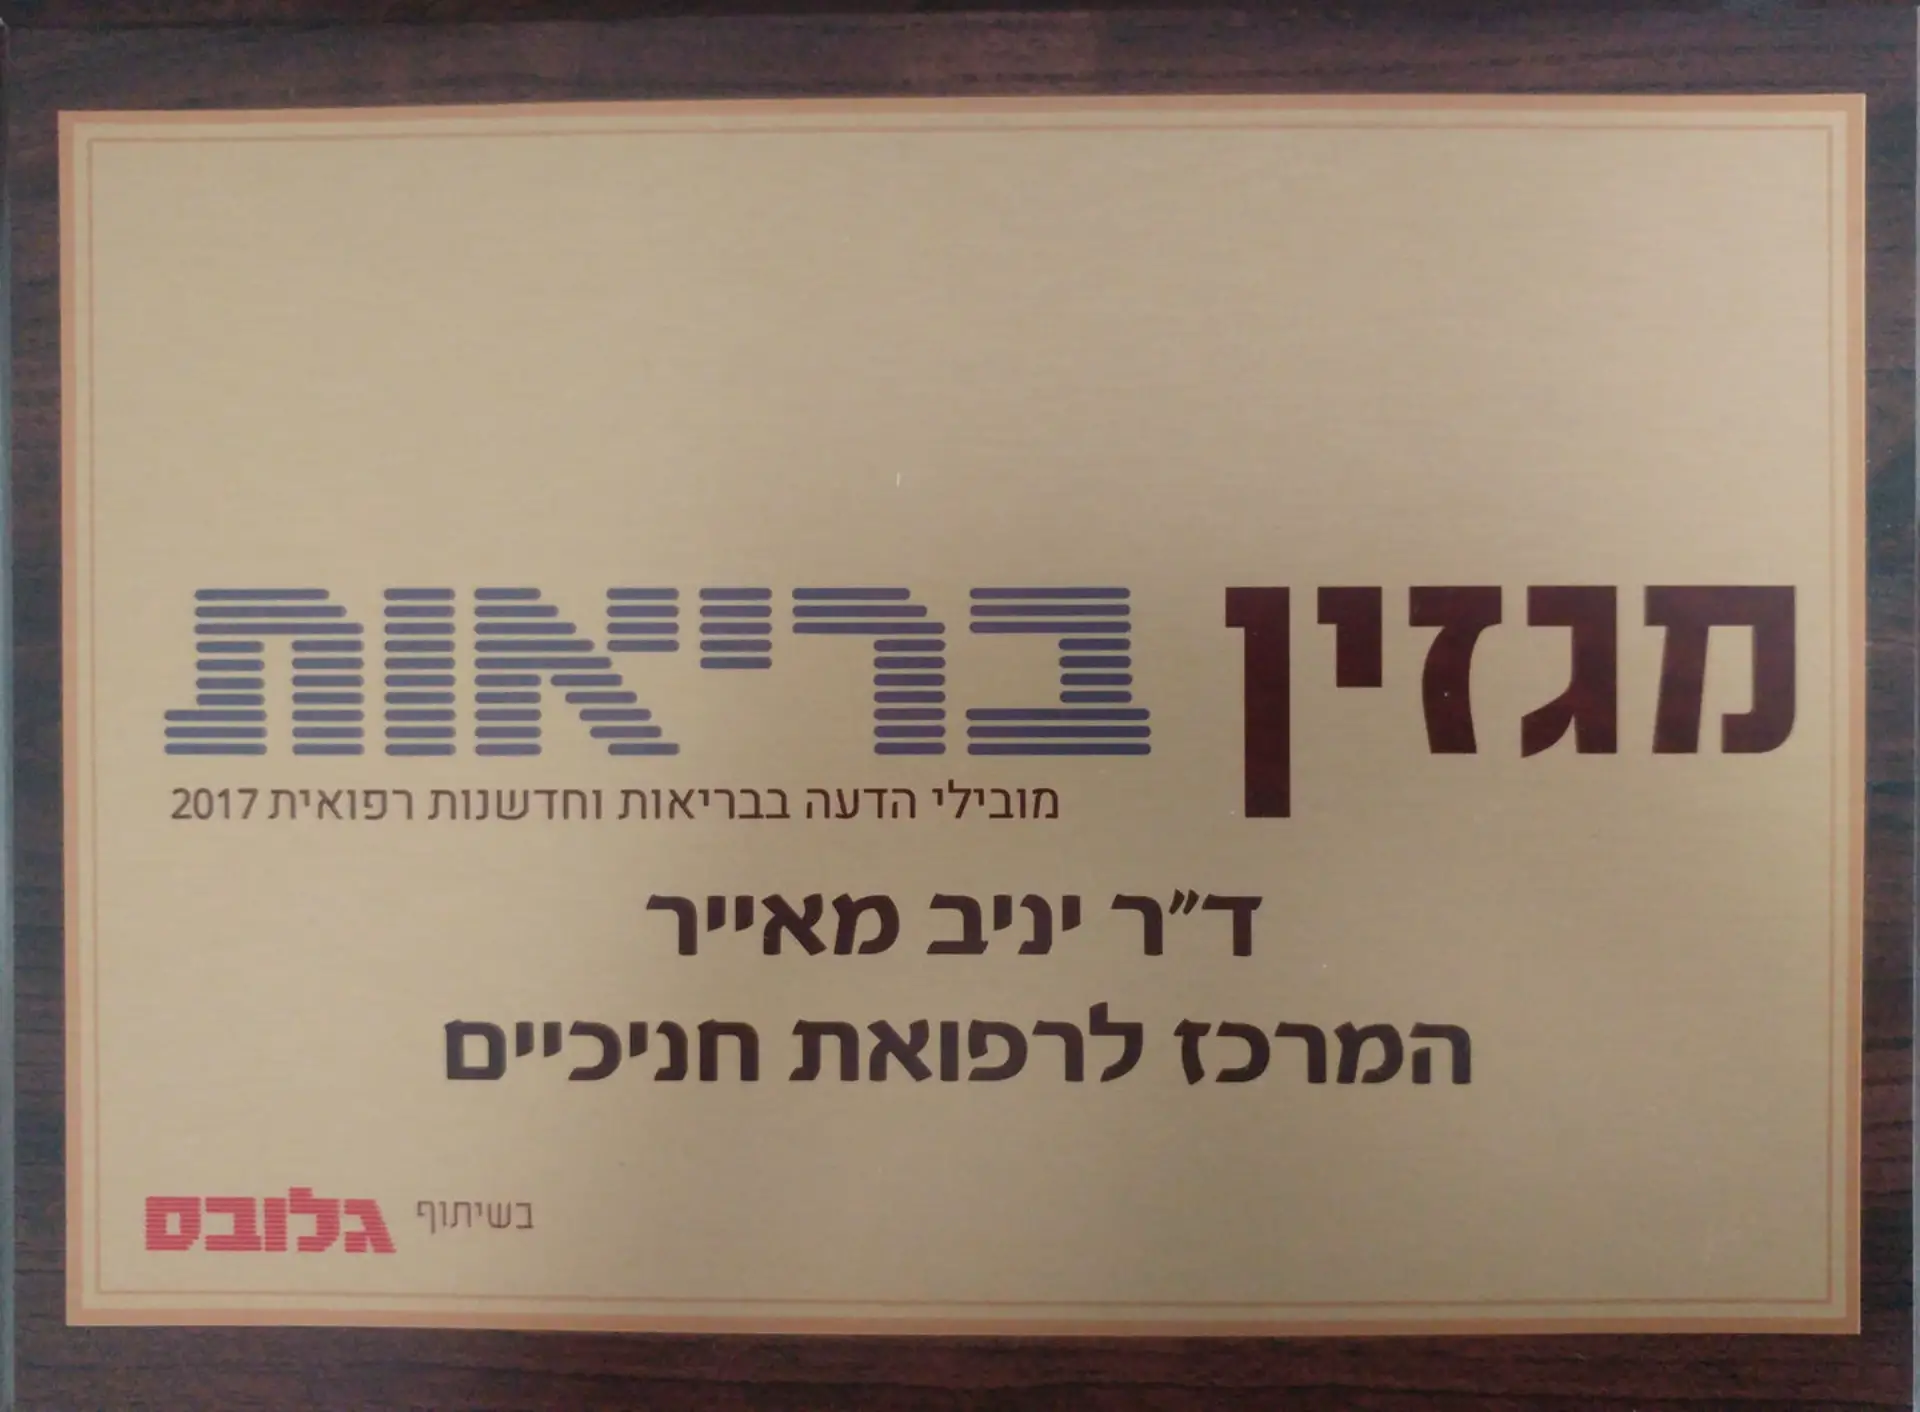 מגזין בריאות
מובילי הדעה בבריאות וחדשנות רפואית 2017
ד״ר יניב מאייר
המרכז לרפואת חניכיים
בשיתוף גלובס